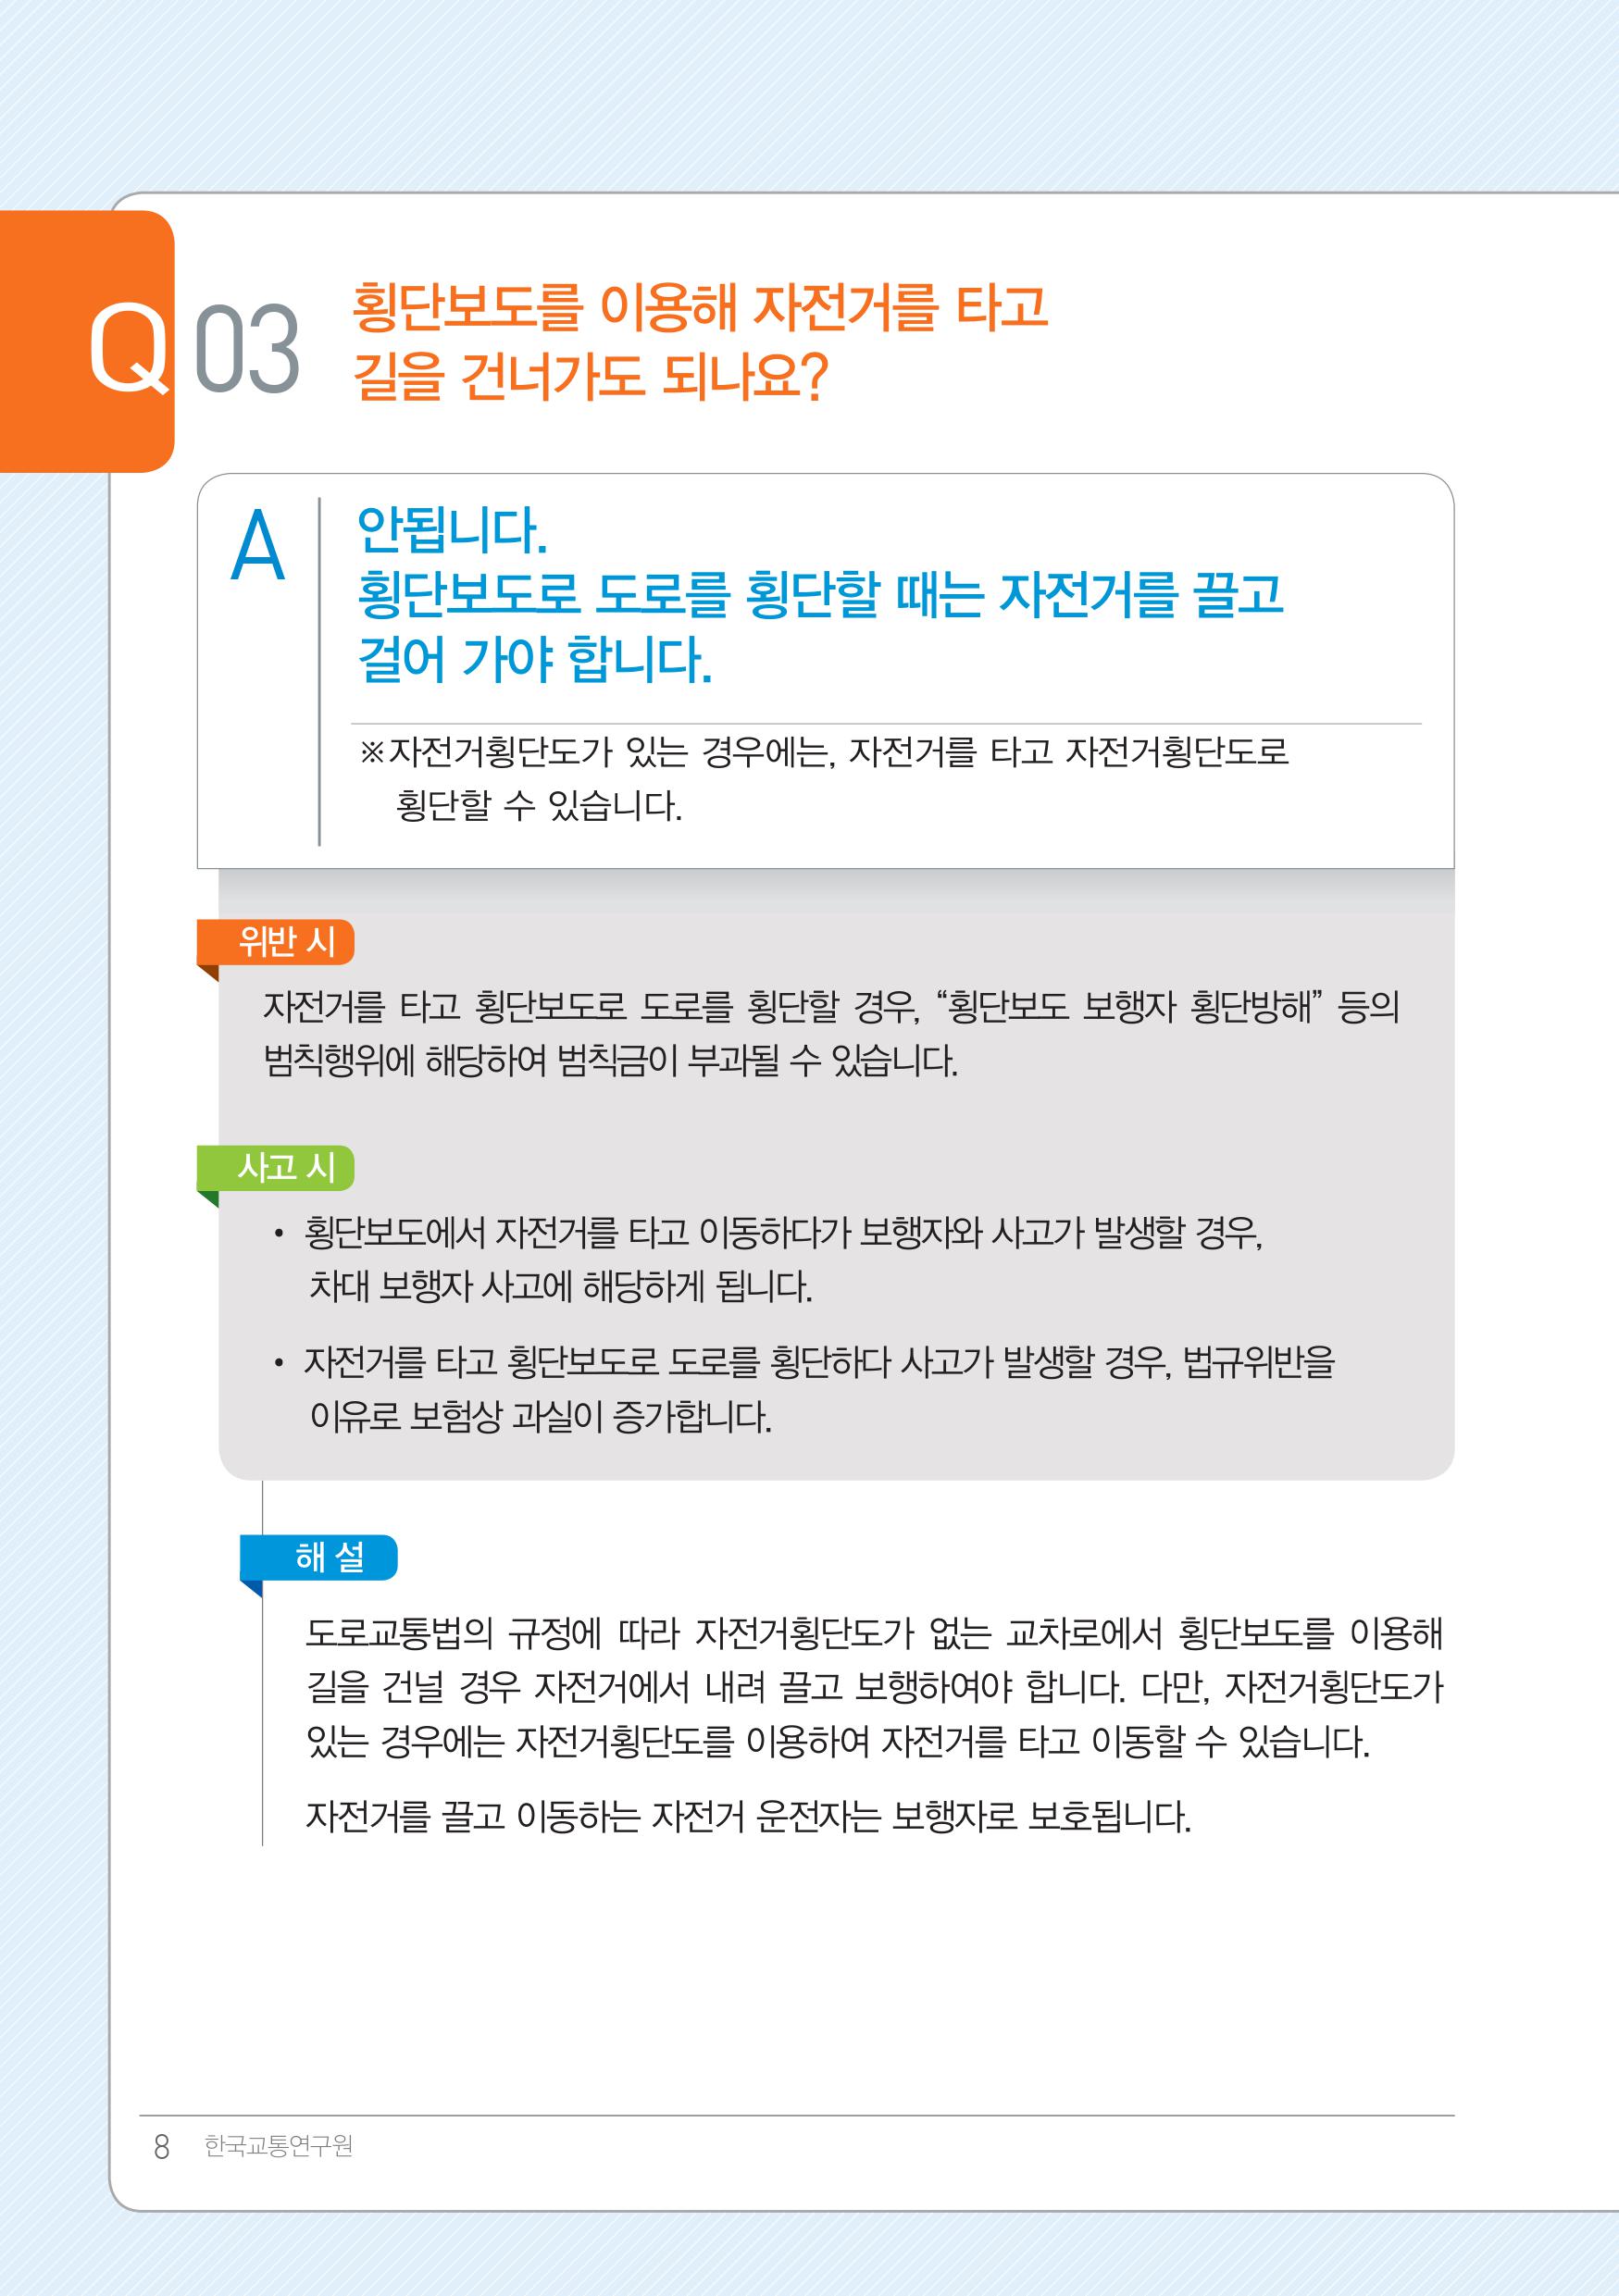 Q 03
횡단보도를 이용해 자전거를 타고
길을 건너가도 되나요?
A
안됩니다.
횡단보도로 도로를 횡단할 때는 자전거를 끌고
걸어 가야 합니다.
※자전거횡단도가 있는 경우에는, 자전거를 타고 자전거횡단도로
횡단할 수 있습니다.
위반 시
자전거를 타고 횡단보도로 도로를 횡단할 경우, “횡단보도 보행자 횡단방해” 등의
범칙행위에 해당하여 범칙금이 부과될 수 있습니다.
사고 시
• 횡단보도에서 자전거를 타고 이동하다가 보행자와 사고가 발생할 경우,
차대 보행자 사고에 해당하게 됩니다.
• 자전거를 타고 횡단보도로 도로를 횡단하다 사고가 발생할 경우, 법규위반을
이유로 보험상 과실이 증가합니다.
해 설
도로교통법의 규정에 따라 자전거횡단도가 없는 교차로에서 횡단보도를 이용해
길을 건널 경우 자전거에서 내려 끌고 보행하여야 합니다. 다만, 자전거횡단도가
있는 경우에는 자전거횡단도를 이용하여 자전거를 타고 이동할 수 있습니다.
자전거를 끌고 이동하는 자전거 운전자는 보행자로 보호됩니다.
8 한국교통연구원